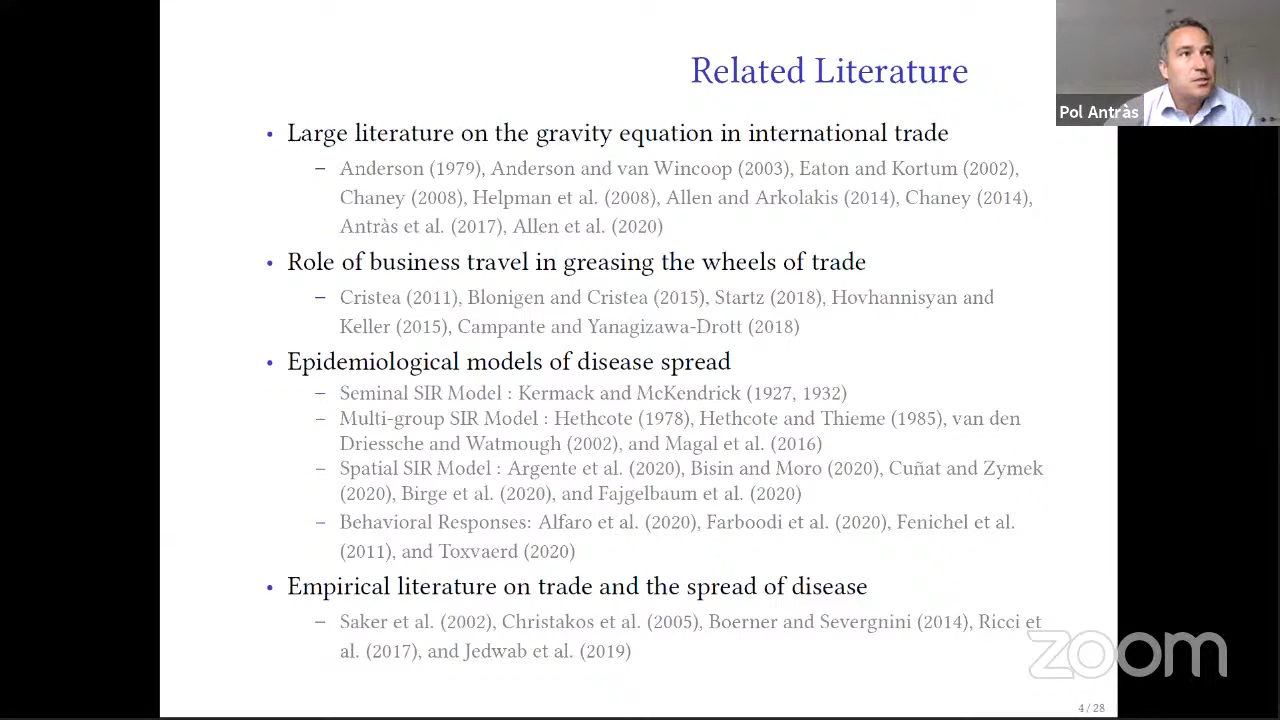 Related Literature
Pol Antràs
• Large literature on the gravity equation in international trade
– Anderson (1979), Anderson and van Wincoop (2003), Eaton and Kortum (2002),
Chaney (2008), Helpman et al. (2008), Allen and Arkolakis (2014), Chaney (2014),
Antràs et al. (2017), Allen et al. (2020)
• Role of business travel in greasing the wheels of trade
– Cristea (2011), Blonigen and Cristea (2015), Startz (2018), Hovhannisyan and
Keller (2015), Campante and Yanagizawa-Drott (2018)
• Epidemiological models of disease spread
– Seminal SIR Model : Kermack and McKendrick (1927, 1932)
– Multi-group SIR Model : Hethcote (1978), Hethcote and Thieme (1985), van den
Driessche and Watmough (2002), and Magal et al. (2016)
– Spatial SIR Model : Argente et al. (2020), Bisin and Moro (2020), Cuñat and Zymek
(2020), Birge et al. (2020), and Fajgelbaum et al. (2020)
– Behavioral Responses: Alfaro et al. (2020), Farboodi et al. (2020), Fenichel et al.
(2011), and Toxvaerd (2020)
• Empirical literature on trade and the spread of disease
– Saker et al. (2002), Christakos et al. (2005), Boerner and Severgnini (2014), Ricci et
al. (2017), and Jedwab et al. (2019)
zoom
4 / 28